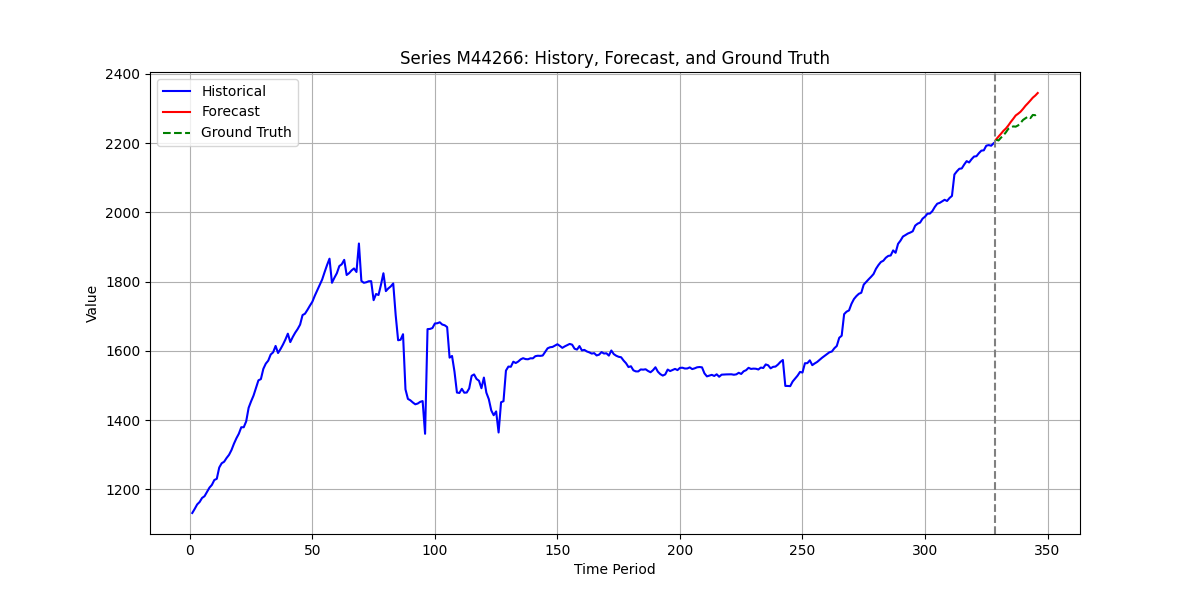 Series M44266: History, Forecast, and Ground Truth
Historical
Forecast
Ground Truth
Value
2400
2200
2000
1800
1600
1400
1200
0 50 100 150 200 250 300 350
Time Period